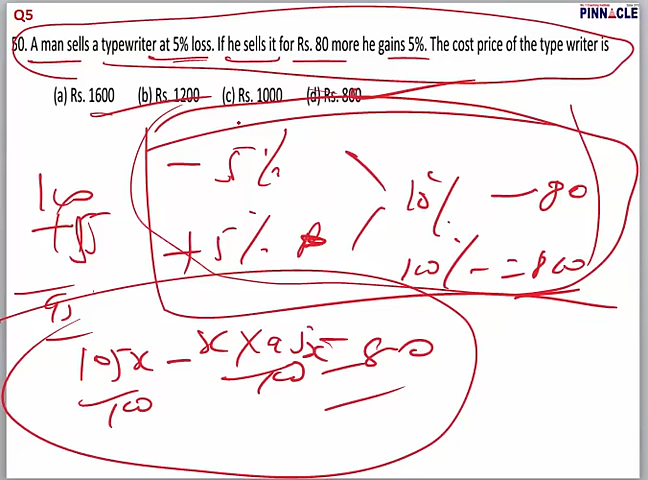 Q5
PINNACLE
50. A man sells a typewriter at 5% loss. If he sells it for Rs. 80 more he gains 5%. The cost price of the type writer is
(a) Rs. 1600 (b) Rs. 1200 (c) Rs. 1000 (d) Rs. 800
- 5%
10% - 80
+ 5%
100% - = 800
100
95
105x/100 - x × 95x/100 = 80